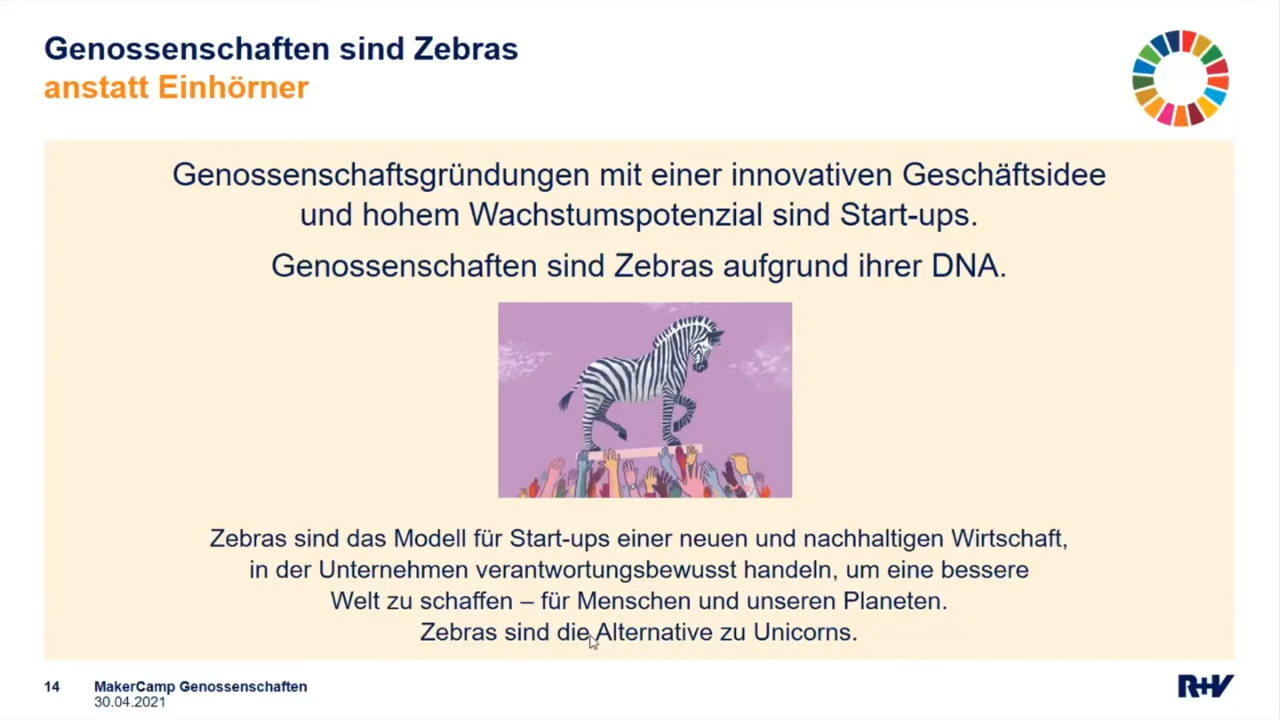 Genossenschaften sind Zebras
anstatt Einhörner
Genossenschaftsgründungen mit einer innovativen Geschäftsidee
und hohem Wachstumspotenzial sind Start-ups.
Genossenschaften sind Zebras aufgrund ihrer DNA.
Zebras sind das Modell für Start-ups einer neuen und nachhaltigen Wirtschaft,
in der Unternehmen verantwortungsbewusst handeln, um eine bessere
Welt zu schaffen – für Menschen und unseren Planeten.
Zebras sind die Alternative zu Unicorns.
14 MakerCamp Genossenschaften
30.04.2021
R+V